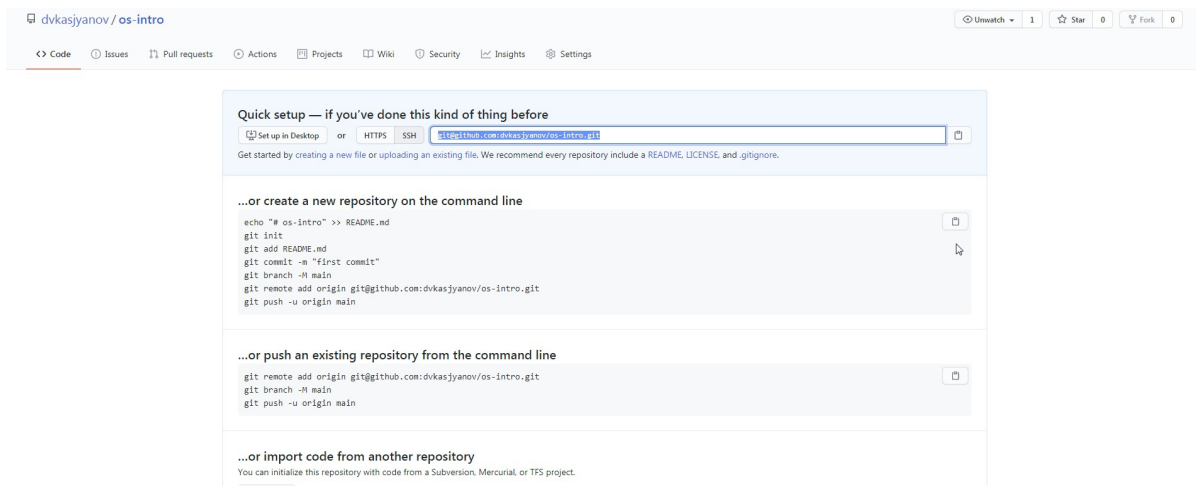 dvkasjyanov / os-intro
Unwatch 1 Star 0 Fork 0
<> Code Issues Pull requests Actions Projects Wiki Security Insights Settings
Quick setup — if you've done this kind of thing before
Set up in Desktop or HTTPS SSH git@github.com:dvkasjyanov/os-intro.git
Get started by creating a new file or uploading an existing file. We recommend every repository include a README, LICENSE, and .gitignore.
...or create a new repository on the command line
echo "# os-intro" >> README.md
git init
git add README.md
git commit -m "first commit"
git branch -M main
git remote add origin git@github.com:dvkasjyanov/os-intro.git
git push -u origin main
...or push an existing repository from the command line
git remote add origin git@github.com:dvkasjyanov/os-intro.git
git branch -M main
git push -u origin main
...or import code from another repository
You can initialize this repository with code from a Subversion, Mercurial, or TFS project.